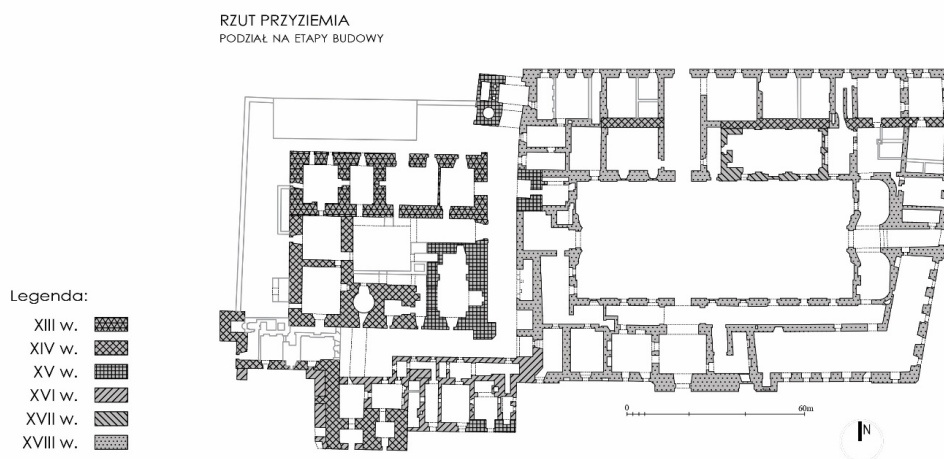 RZUT PRZYZIEMIA
PODZIAŁ NA ETAPY BUDOWY
Legenda:
XIII w.
XIV w.
XV w.
XVI w.
XVII w.
XVIII w.
0 60m
N